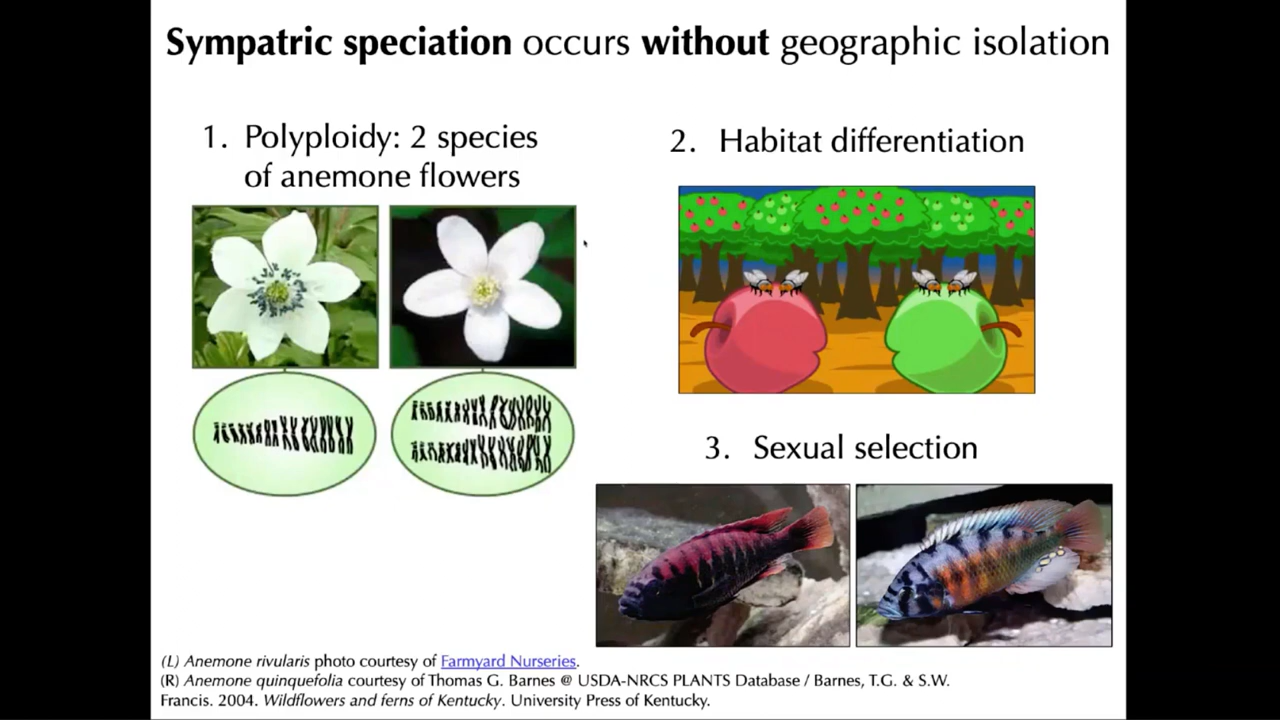 Sympatric speciation occurs without geographic isolation
1. Polyploidy: 2 species
of anemone flowers
2. Habitat differentiation
3. Sexual selection
(L) Anemone rivularis photo courtesy of Farmyard Nurseries.
(R) Anemone quinquefolia courtesy of Thomas G. Barnes @ USDA-NRCS PLANTS Database / Barnes, T.G. & S.W.
Francis. 2004. Wildflowers and ferns of Kentucky. University Press of Kentucky.